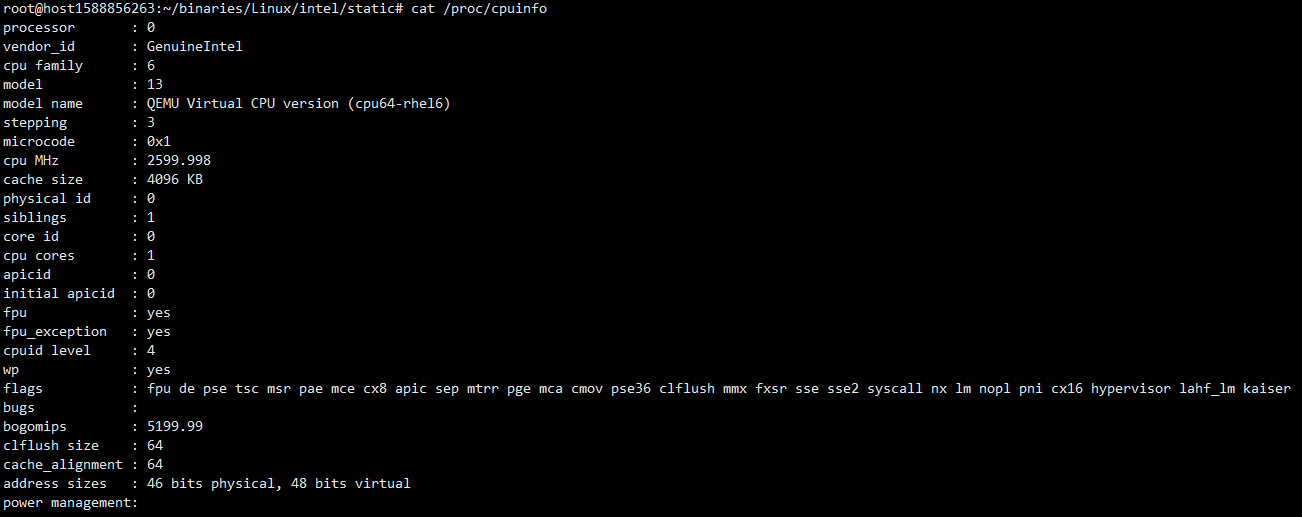 root@host1588856263:~/binaries/Linux/intel/static# cat /proc/cpuinfo
processor	: 0
vendor_id	: GenuineIntel
cpu family	: 6
model		: 13
model name	: QEMU Virtual CPU version (cpu64-rhel6)
stepping	: 3
microcode	: 0x1
cpu MHz		: 2599.998
cache size	: 4096 KB
physical id	: 0
siblings	: 1
core id		: 0
cpu cores	: 1
apicid		: 0
initial apicid	: 0
fpu		: yes
fpu_exception	: yes
cpuid level	: 4
wp		: yes
flags		: fpu de pse tsc msr pae mce cx8 apic sep mtrr pge mca cmov pse36 clflush mmx fxsr sse sse2 syscall nx lm nopl pni cx16 hypervisor lahf_lm kaiser
bugs		:
bogomips	: 5199.99
clflush size	: 64
cache_alignment	: 64
address sizes	: 46 bits physical, 48 bits virtual
power management: